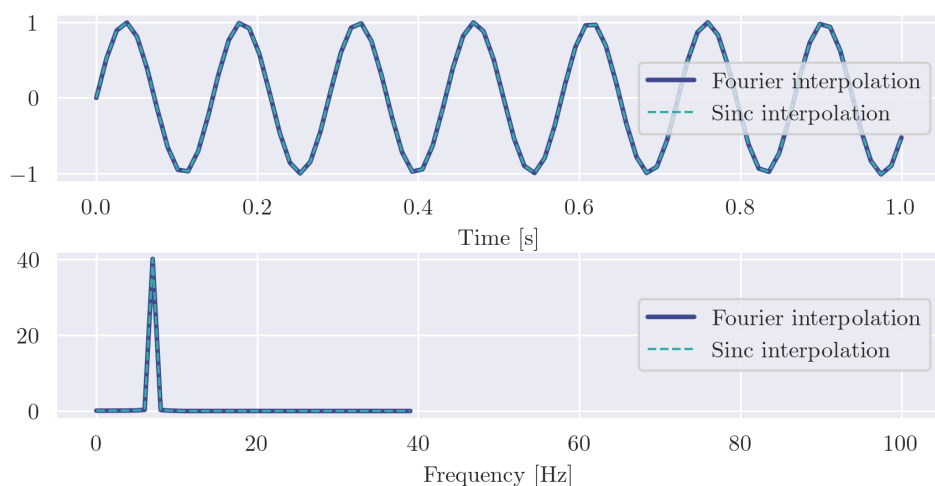 1
0
−1
Fourier interpolation
Sinc interpolation
0.0 0.2 0.4 0.6 0.8 1.0
Time [s]
40
20
0
Fourier interpolation
Sinc interpolation
0 20 40 60 80 100
Frequency [Hz]